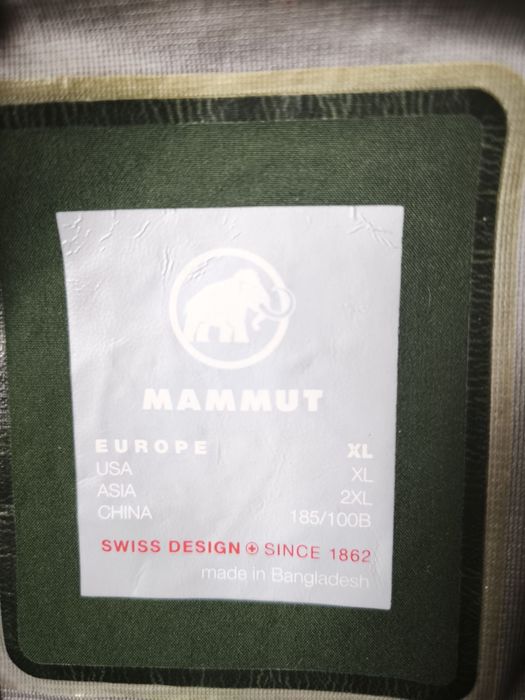 MAMMUT
EUROPE XL
USA XL
ASIA 2XL
CHINA 185/100B
SWISS DESIGN SINCE 1862
made in Bangladesh